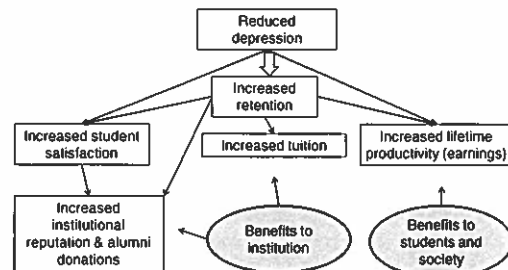 Reduced
depression
Increased
retention
Increased student
satisfaction
Increased tuition
Increased lifetime
productivity (earnings)
Increased
institutional
reputation & alumni
donations
Benefits to
institution
Benefits to
students and
society